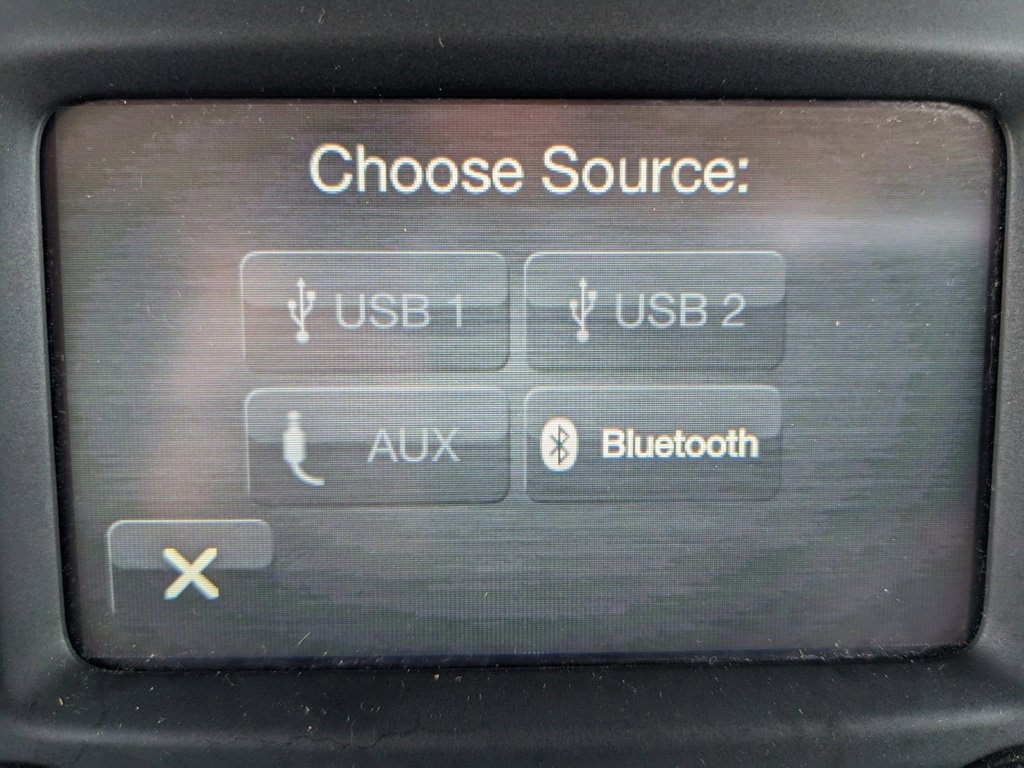 Choose Source:
USB 1
USB 2
AUX
Bluetooth